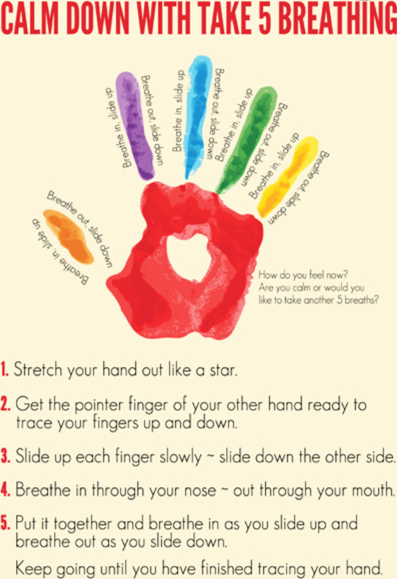 CALM DOWN WITH TAKE 5 BREATHING
Breathe out, slide down
Breathe in, slide up
Breathe in, slide up
Breathe out, slide down
Breathe in, slide up
Breathe out, slide down
Breathe in, slide up
Breathe out, slide down
Breathe in, slide up
Breathe out, slide down
How do you feel now?
Are you calm or would you
like to take another 5 breaths?
1. Stretch your hand out like a star.
2. Get the pointer finger of your other hand ready to
trace your fingers up and down.
3. Slide up each finger slowly ~ slide down the other side.
4. Breathe in through your nose ~ out through your mouth.
5. Put it together and breathe in as you slide up and
breathe out as you slide down.
Keep going until you have finished tracing your hand.